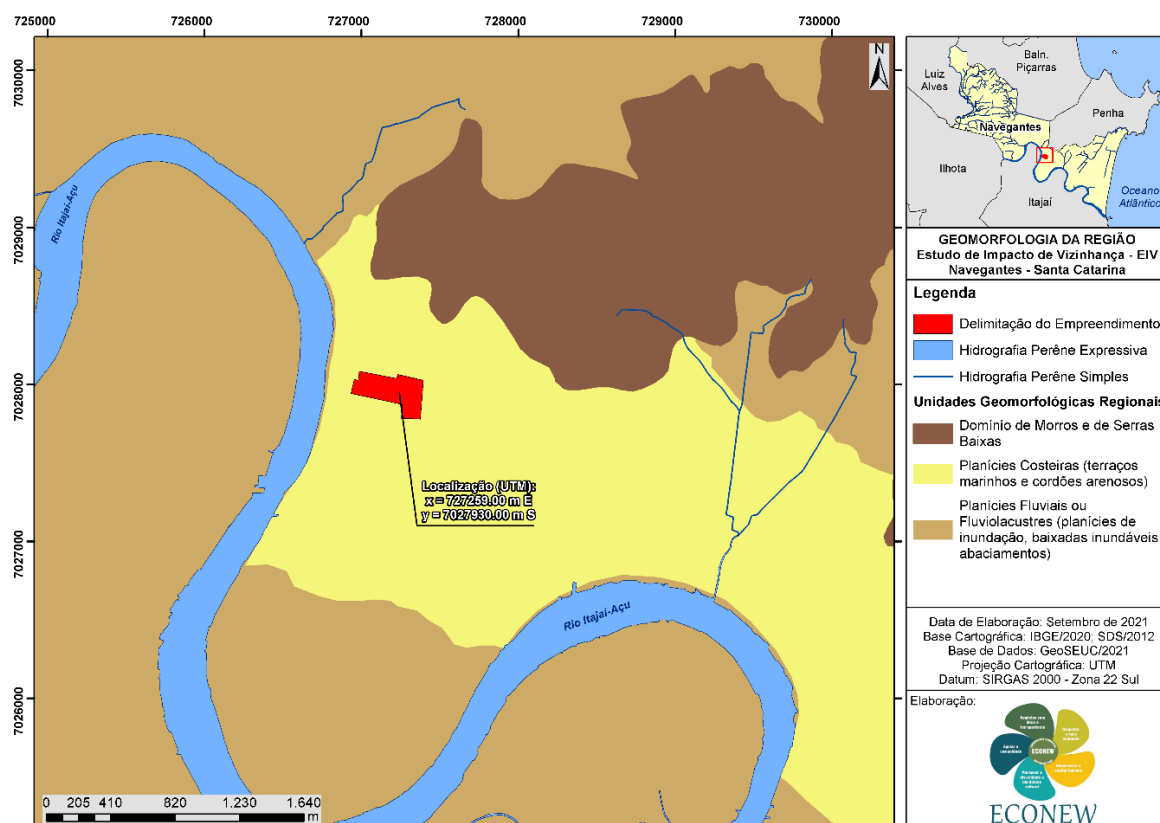 725000
726000
727000
728000
729000
730000
7030000
7029000
7028000
7027000
7026000
N
Rio Itajaí-Açu
Localização (UTM):
x = 727259.00 m E
y = 7027930.00 m S
Rio Itajaí-Açu
0 205 410 820 1.230 1.640
m
Luiz
Alves
Baln.
Piçarras
Penha
Navegantes
Ilhota
Itajaí
Oceano
Atlântico
GEOMORFOLOGIA DA REGIÃO
Estudo de Impacto de Vizinhança - EIV
Navegantes - Santa Catarina
Legenda
Delimitação do Empreendimento
Hidrografia Perêne Expressiva
Hidrografia Perêne Simples
Unidades Geomorfológicas Regionais
Domínio de Morros e de Serras
Baixas
Planícies Costeiras (terraços
marinhos e cordões arenosos)
Planícies Fluviais ou
Fluviolacustres (planícies de
inundação, baixadas inundáveis
abaciamentos)
Data de Elaboração: Setembro de 2021
Base Cartográfica: IBGE/2020; SDS/2012
Base de Dados: GeoSEUC/2021
Projeção Cartográfica: UTM
Datum: SIRGAS 2000 - Zona 22 Sul
Elaboração:
ECONEW
ECONEW